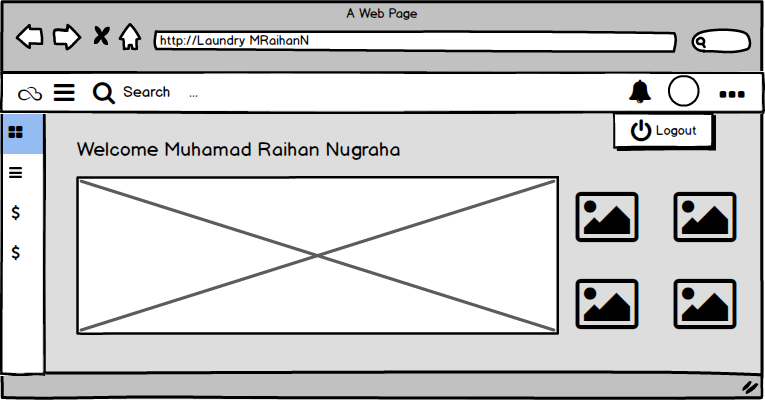 A Web Page
http://Laundry MRaihanN
Search ...
Logout
Welcome Muhamad Raihan Nugraha
$
$